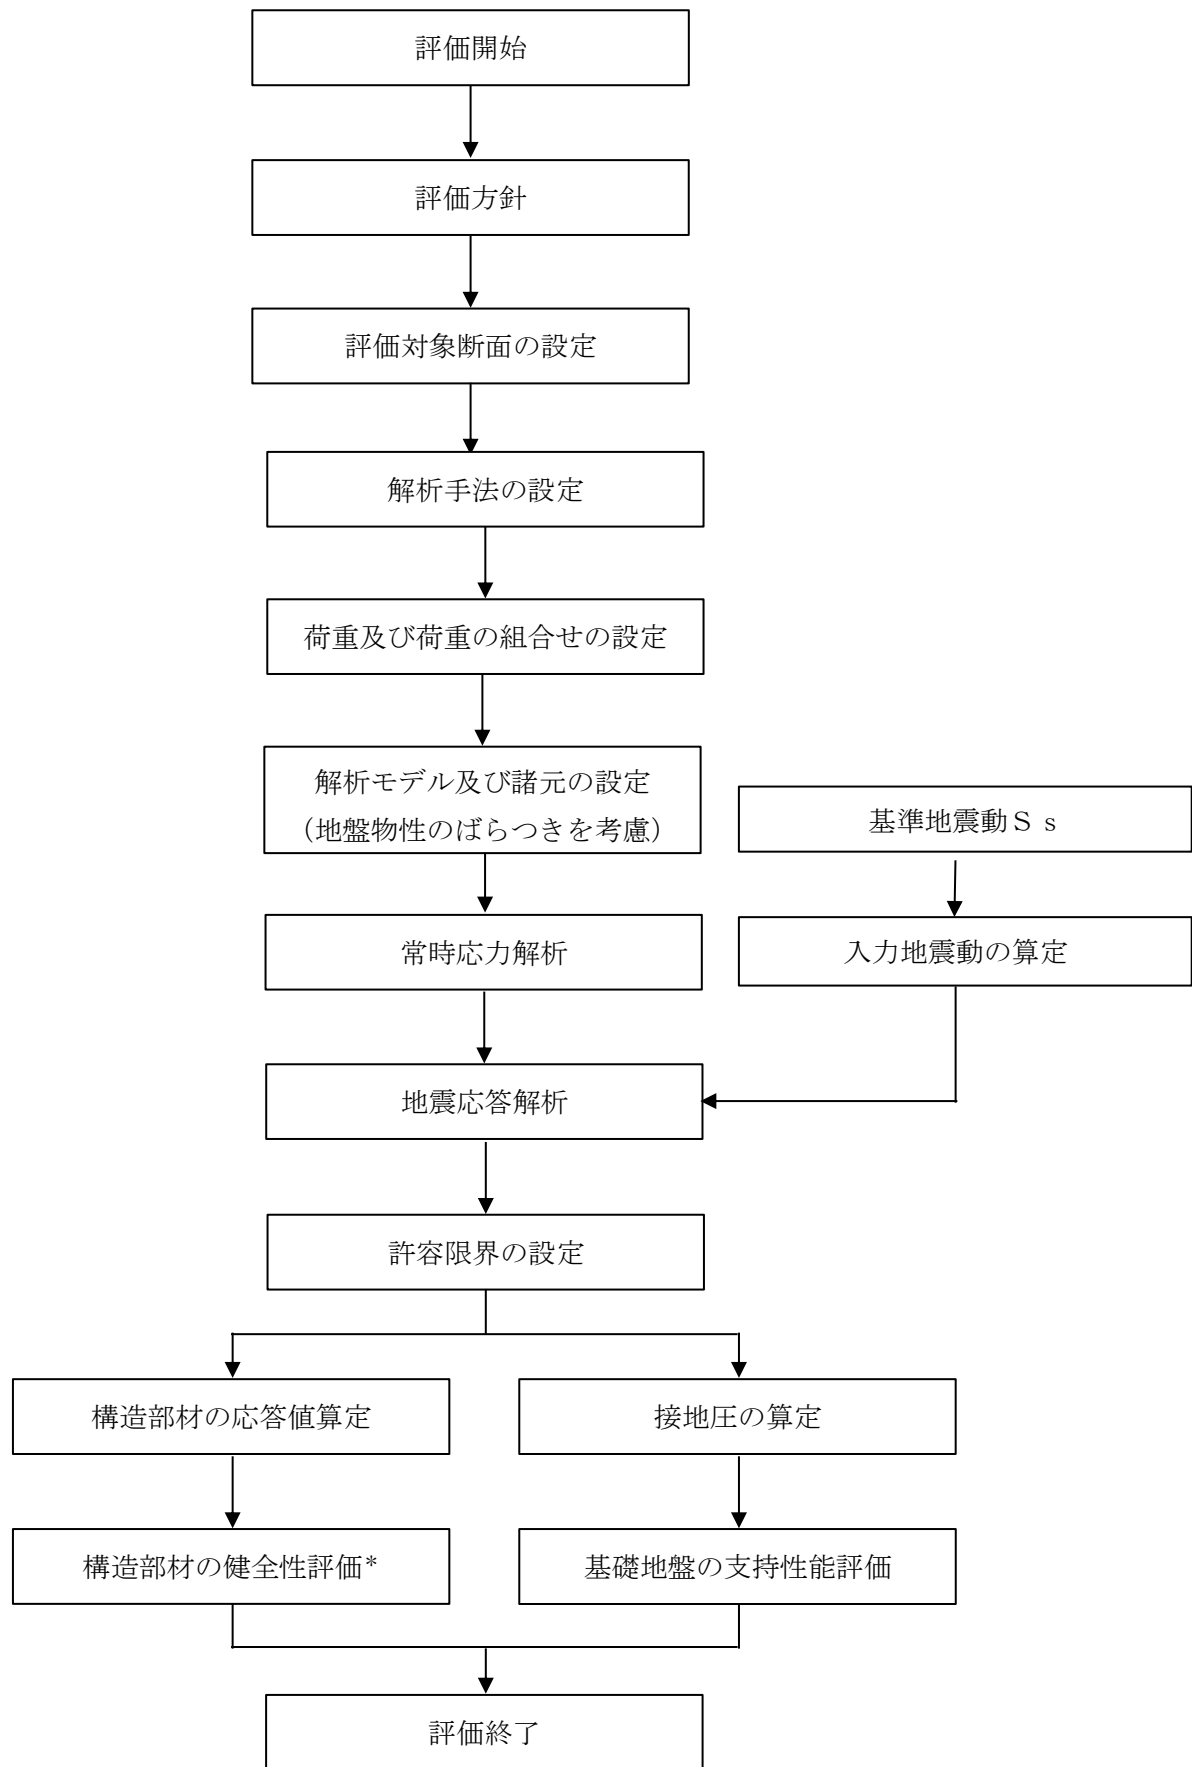 評価開始
評価方針
評価対象断面の設定
解析手法の設定
荷重及び荷重の組合せの設定
解析モデル及び諸元の設定
（地盤物性のばらつきを考慮）
基準地震動Ｓｓ
常時応力解析
入力地震動の算定
地震応答解析
許容限界の設定
構造部材の応答値算定
接地圧の算定
構造部材の健全性評価*
基礎地盤の支持性能評価
評価終了